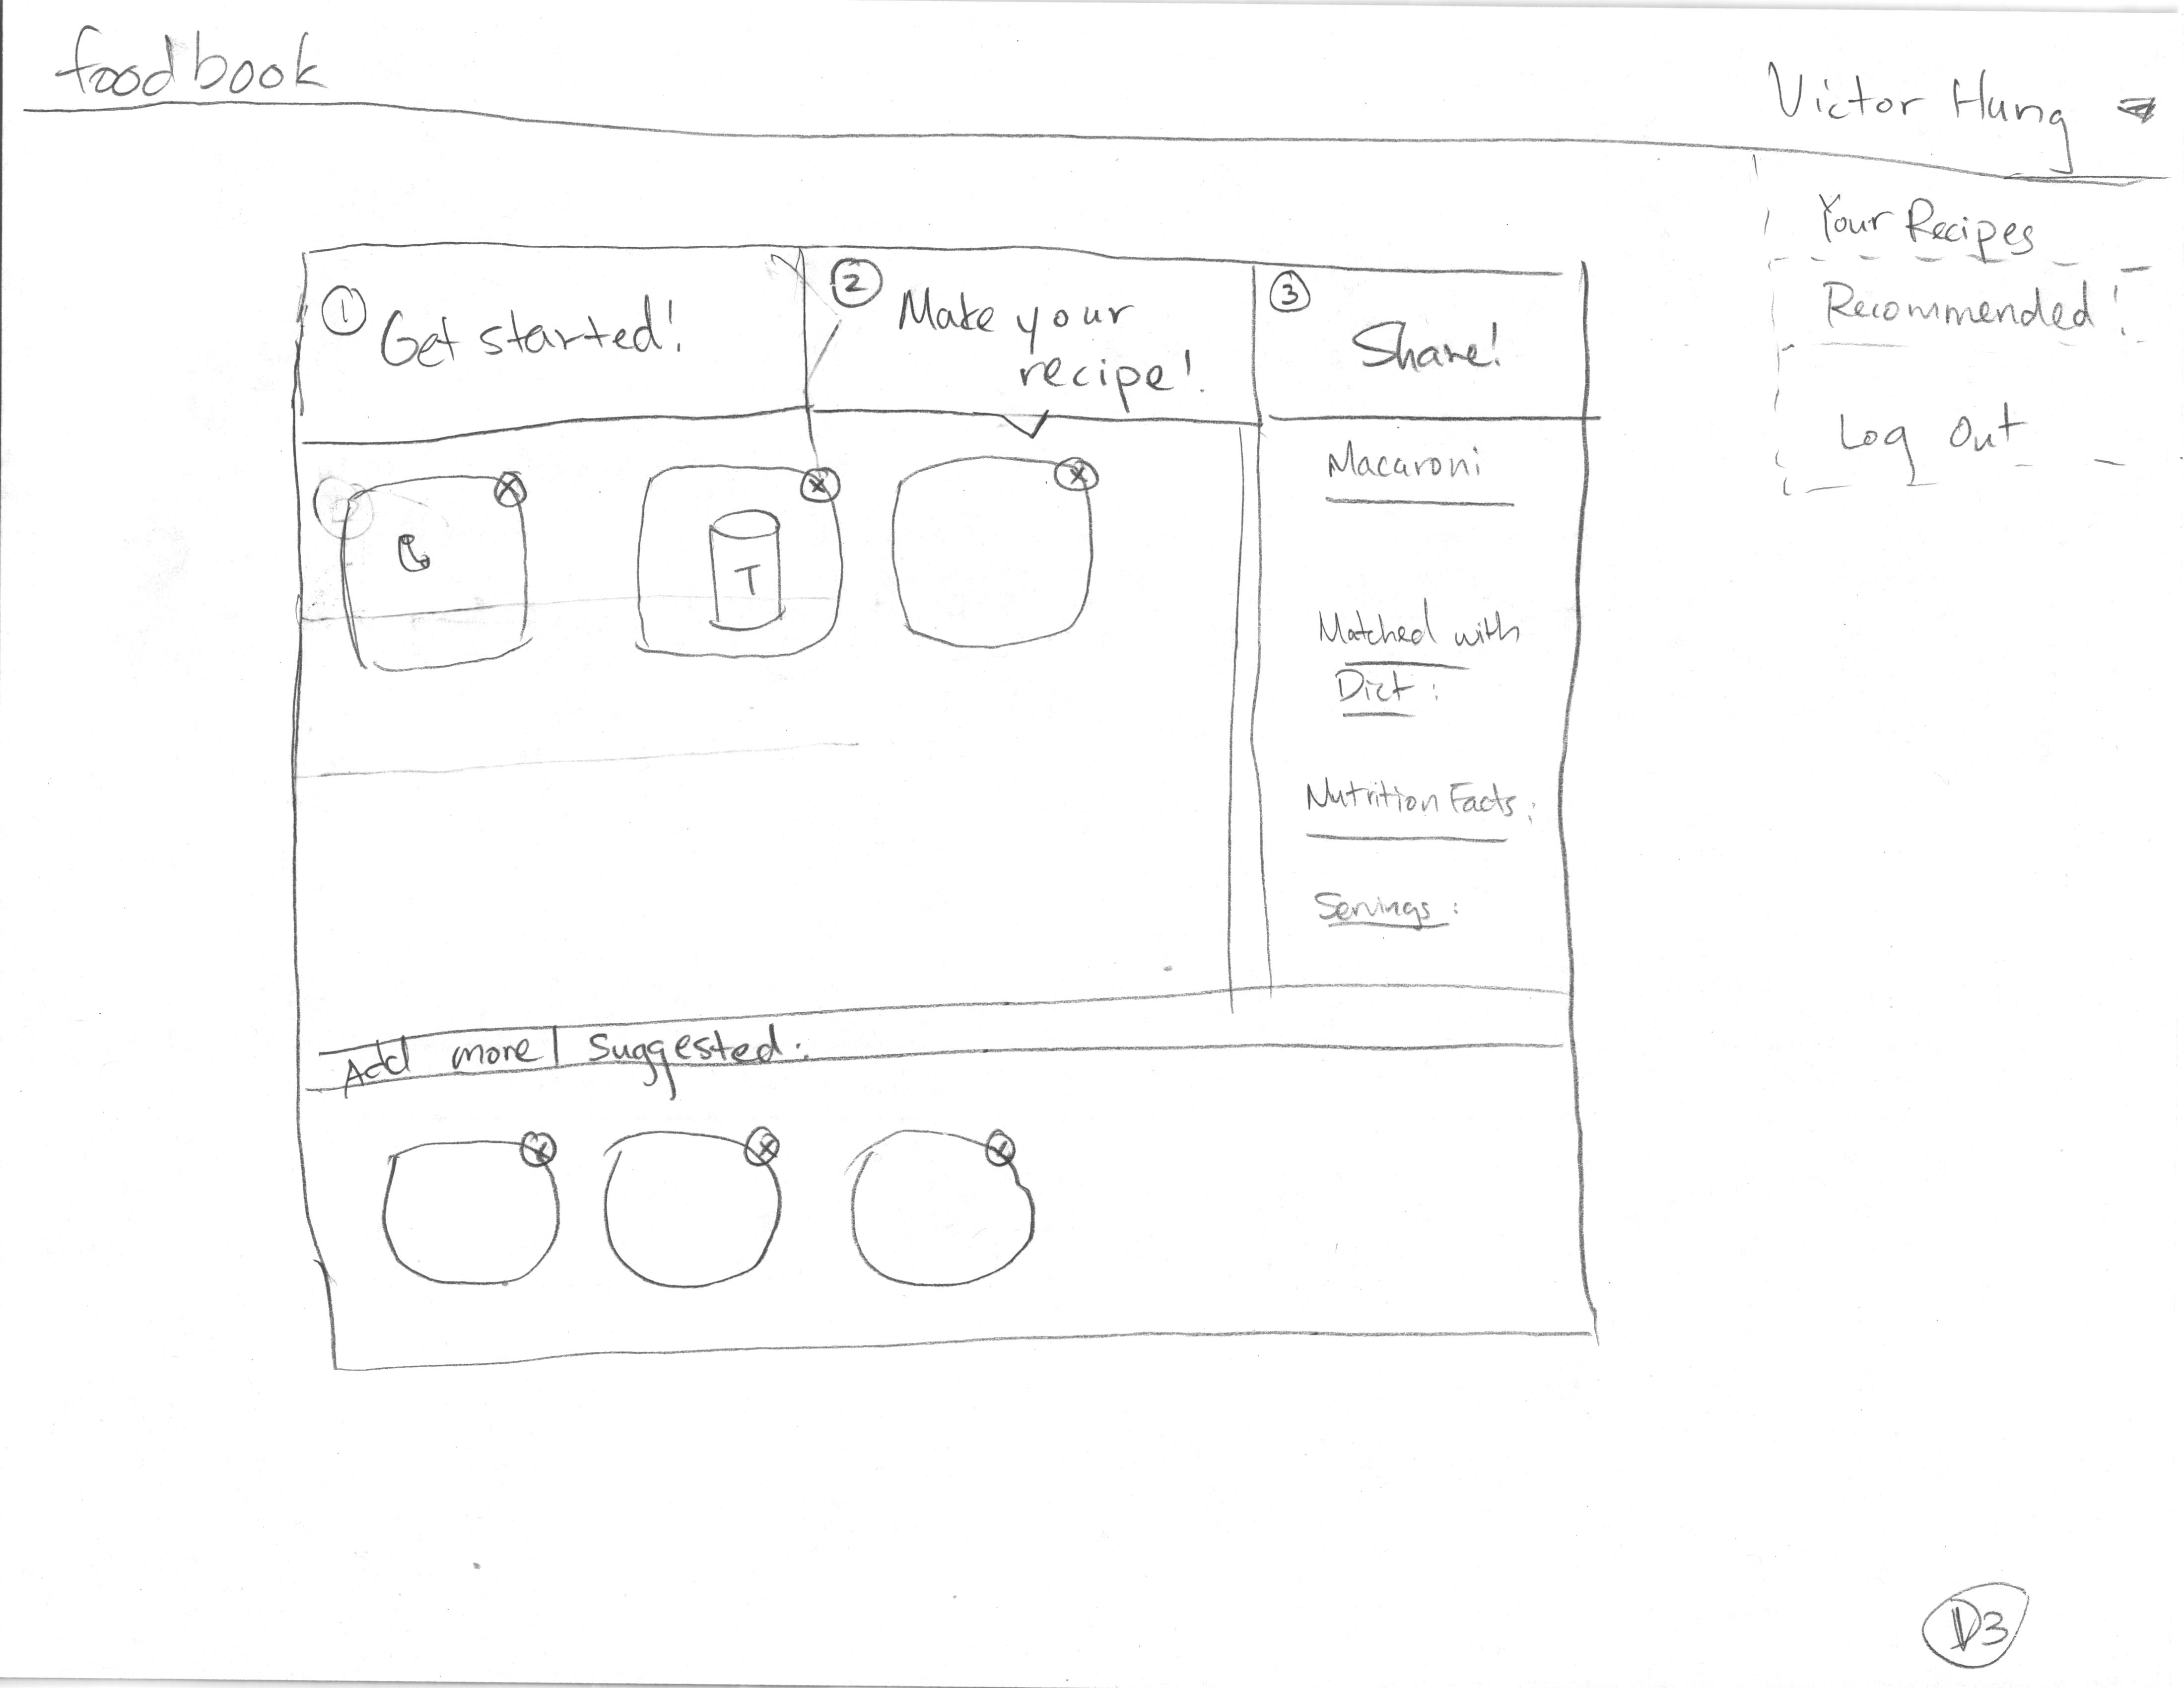 foodbook
Victor Hung
Your Recipes
Recommended!
Log Out
1 Get started!
2 Make your
recipe!
3 Share!
T
Macaroni
Matched with
Diet:
Nutrition Facts:
Servings:
Add more | Suggested:
D3